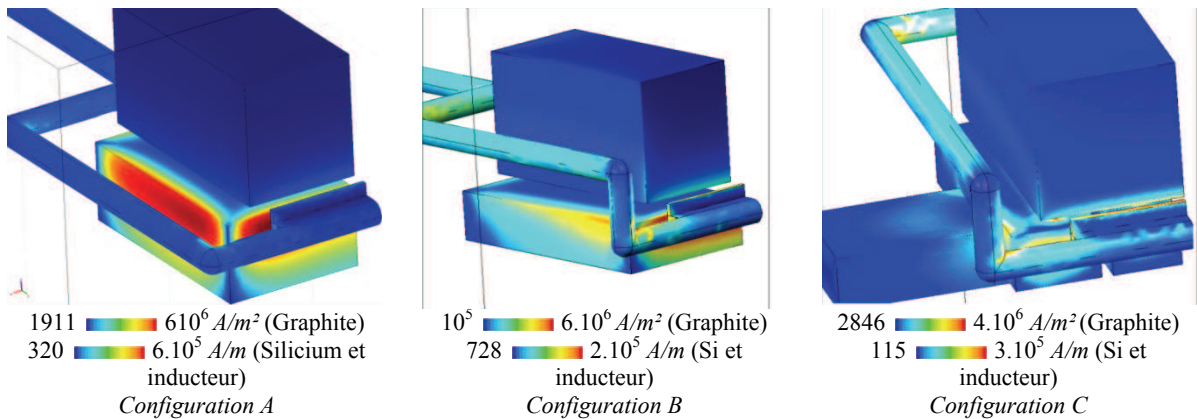 1911 610⁶ A/m² (Graphite)
320 6.10⁵ A/m (Silicium et
inducteur)
Configuration A
10⁵ 6.10⁶ A/m² (Graphite)
728 2.10⁵ A/m (Si et
inducteur)
Configuration B
2846 4.10⁶ A/m² (Graphite)
115 3.10⁵ A/m (Si et
inducteur)
Configuration C